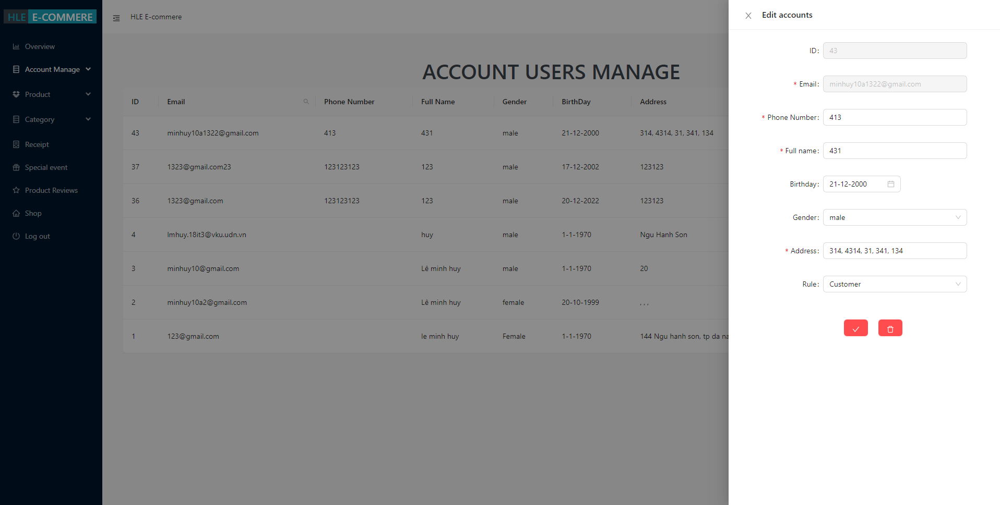 HLE E-COMMERE
Overview
Account Manage
Product
Category
Receipt
Special event
Product Reviews
Shop
Log out
HLE E-commere
ACCOUNT USERS MANAGE
ID Email Phone Number Full Name Gender BirthDay Address
43 minhuy10a1322@gmail.com 413 431 male 21-12-2000 314, 4314, 31, 341, 134
37 1323@gmail.com23 123123123 123 male 17-12-2002 123123
36 1323@gmail.com 123123123 123 male 20-12-2022 123123
4 lmhuy.18it3@vku.udn.vn huy male 1-1-1970 Ngu Hanh Son
3 minhuy10@gmail.com Lê minh huy male 1-1-1970 20
2 minhuy10a2@gmail.com Lê minh huy female 20-10-1999 , , ,
1 123@gmail.com le minh huy Female 1-1-1970 144 Ngu hanh son, tp da na
Edit accounts
ID: 43
* Email: minhuy10a1322@gmail.com
* Phone Number: 413
* Full name: 431
Birthday: 21-12-2000
Gender: male
* Address: 314, 4314, 31, 341, 134
Rule: Customer